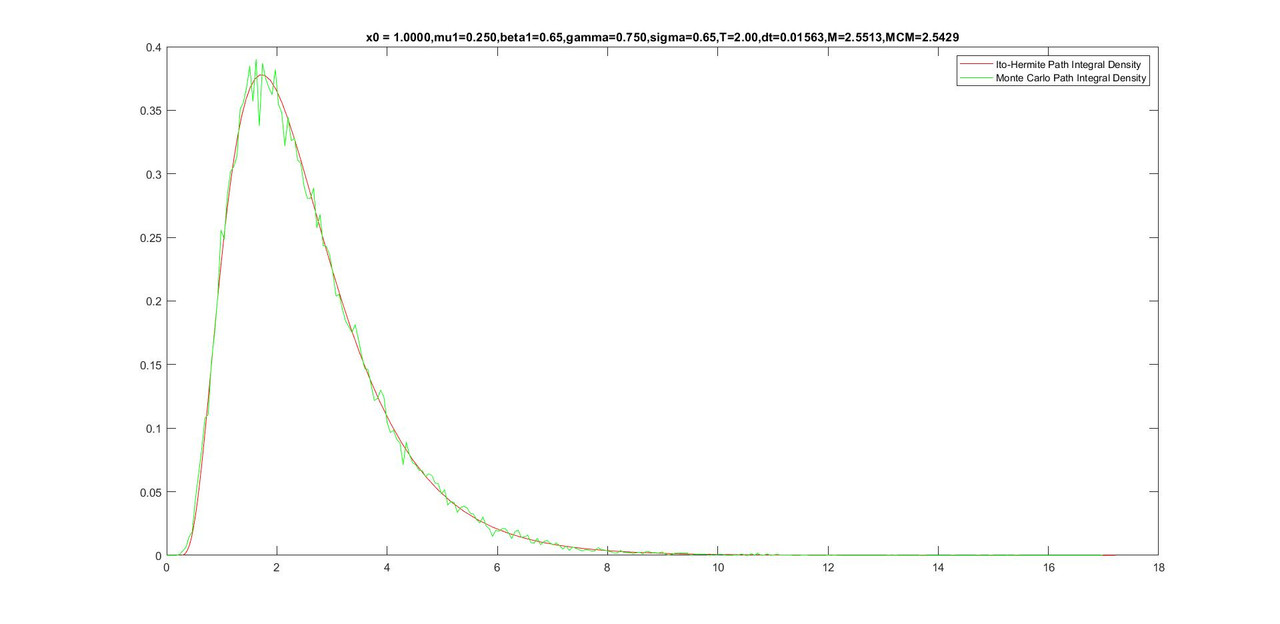 x0 = 1.0000,mu1=0.250,beta1=0.65,gamma=0.750,sigma=0.65,T=2.00,dt=0.01563,M=2.5513,MCM=2.5429
Ito-Hermite Path Integral Density
Monte Carlo Path Integral Density
0.4
0.35
0.3
0.25
0.2
0.15
0.1
0.05
0
0 2 4 6 8 10 12 14 16 18